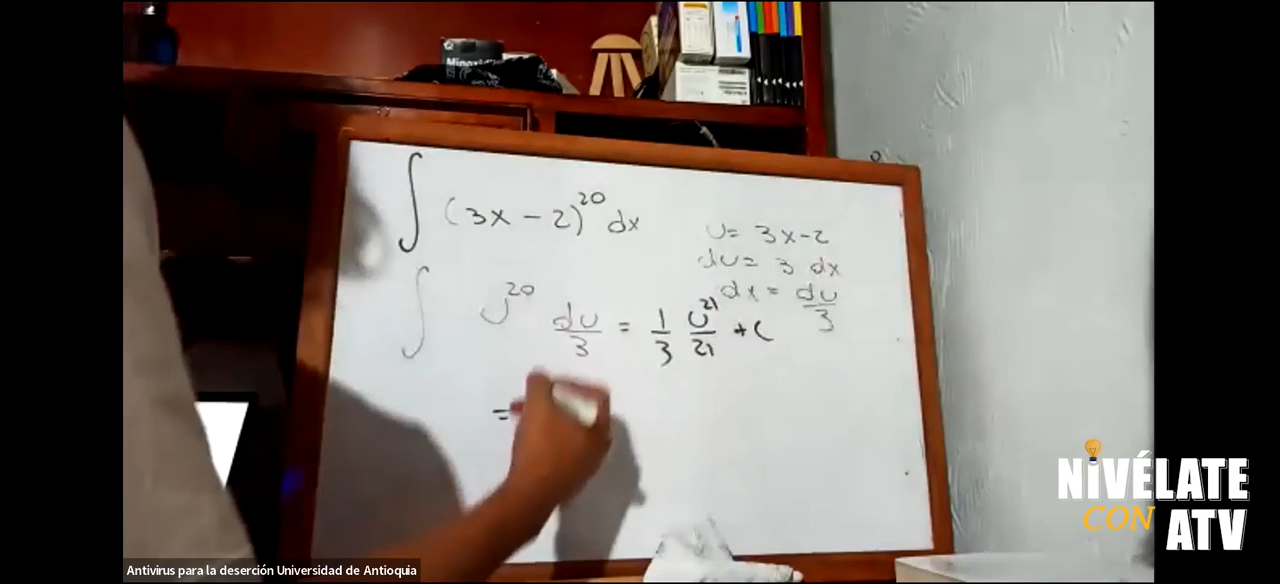 Minoxidil
∫ (3x - 2)^20 dx
u = 3x-2
du = 3 dx
dx = du/3
∫ u^20 du/3 = 1/3 u^21/21 + C
=
NIVÉLATE
CON
ATV
Antivirus para la deserción Universidad de Antioquia